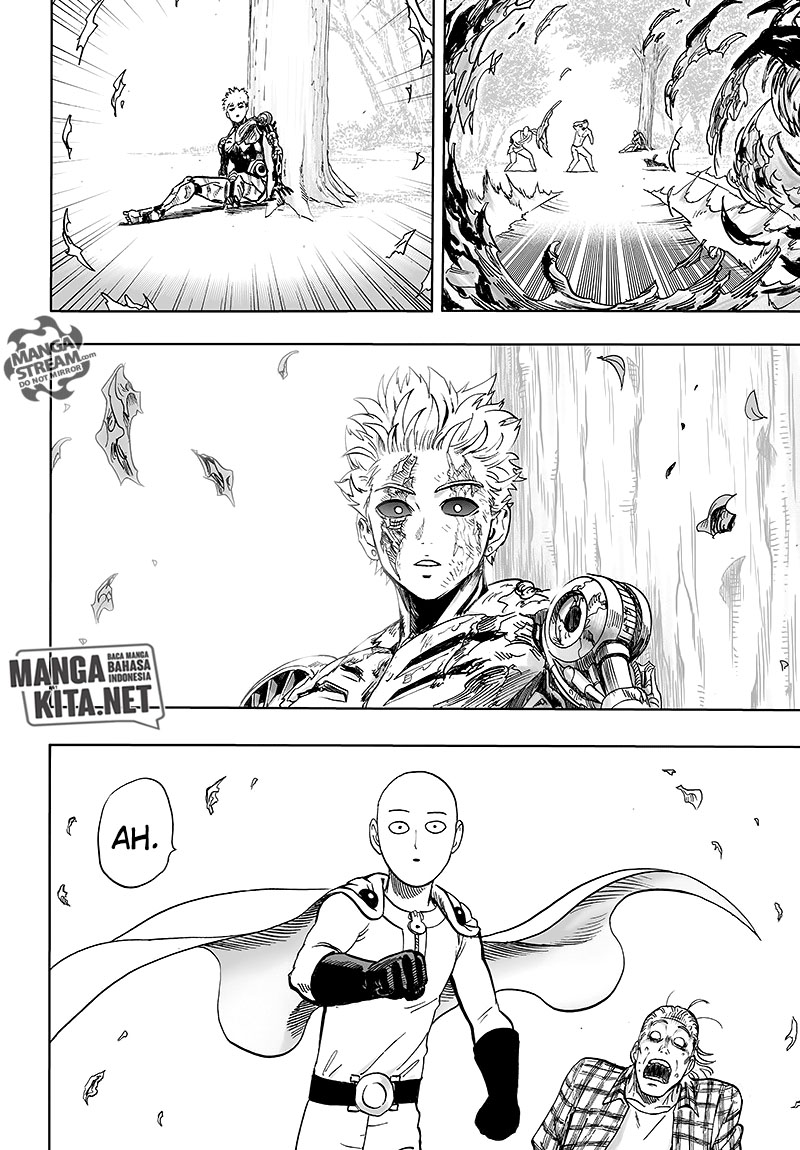 MANGA
STREAM.com
DO NOT MIRROR
MANGA
KITA.NET
BACA MANGA
BAHASA
INDONESIA
AH.